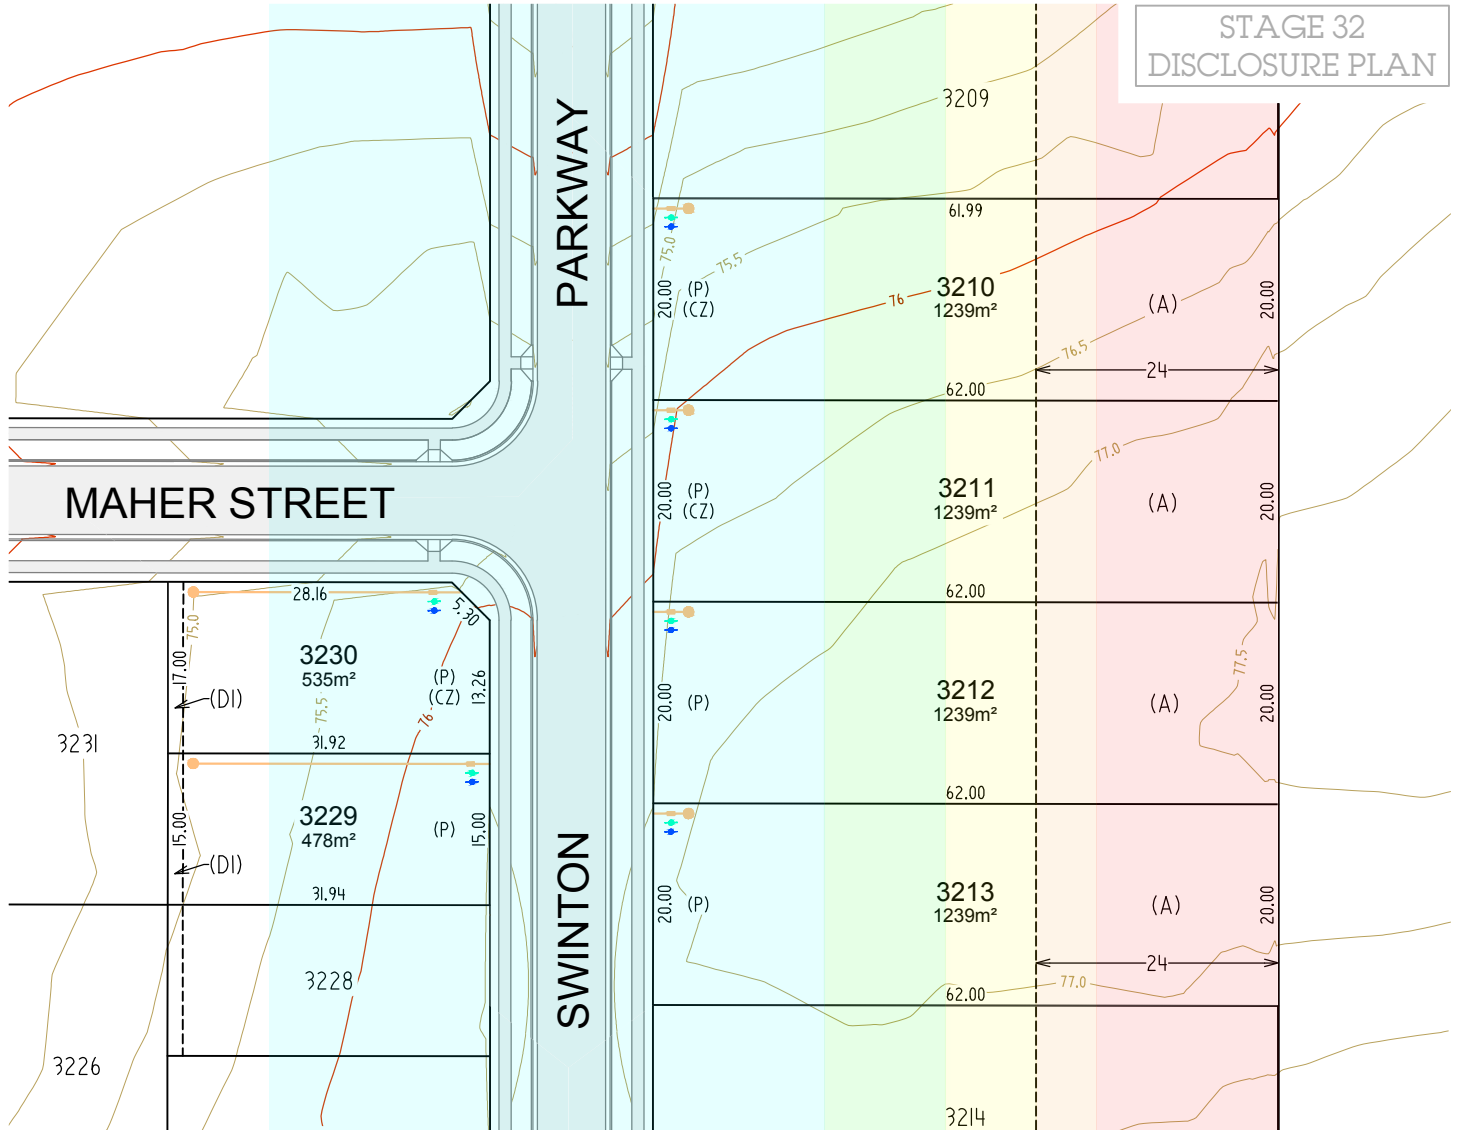 STAGE 32
DISCLOSURE PLAN
PARKWAY
3209
61.99
75.0
75.5
20.00
(P)
(CZ)
76
3210
1239m²
(A)
20.00
76.5
24
62.00
MAHER STREET
20.00
(P)
(CZ)
3211
1239m²
77.0
(A)
20.00
62.00
28.16
5.30
75.0
17.00
(D1)
3230
535m²
75.5
(P)
(CZ)
13.26
76
31.92
3231
20.00
(P)
3212
1239m²
(A)
77.5
20.00
62.00
15.00
(D1)
3229
478m²
(P)
15.00
31.94
SWINTON
20.00
(P)
3213
1239m²
(A)
20.00
24
77.0
62.00
3228
3226
3214